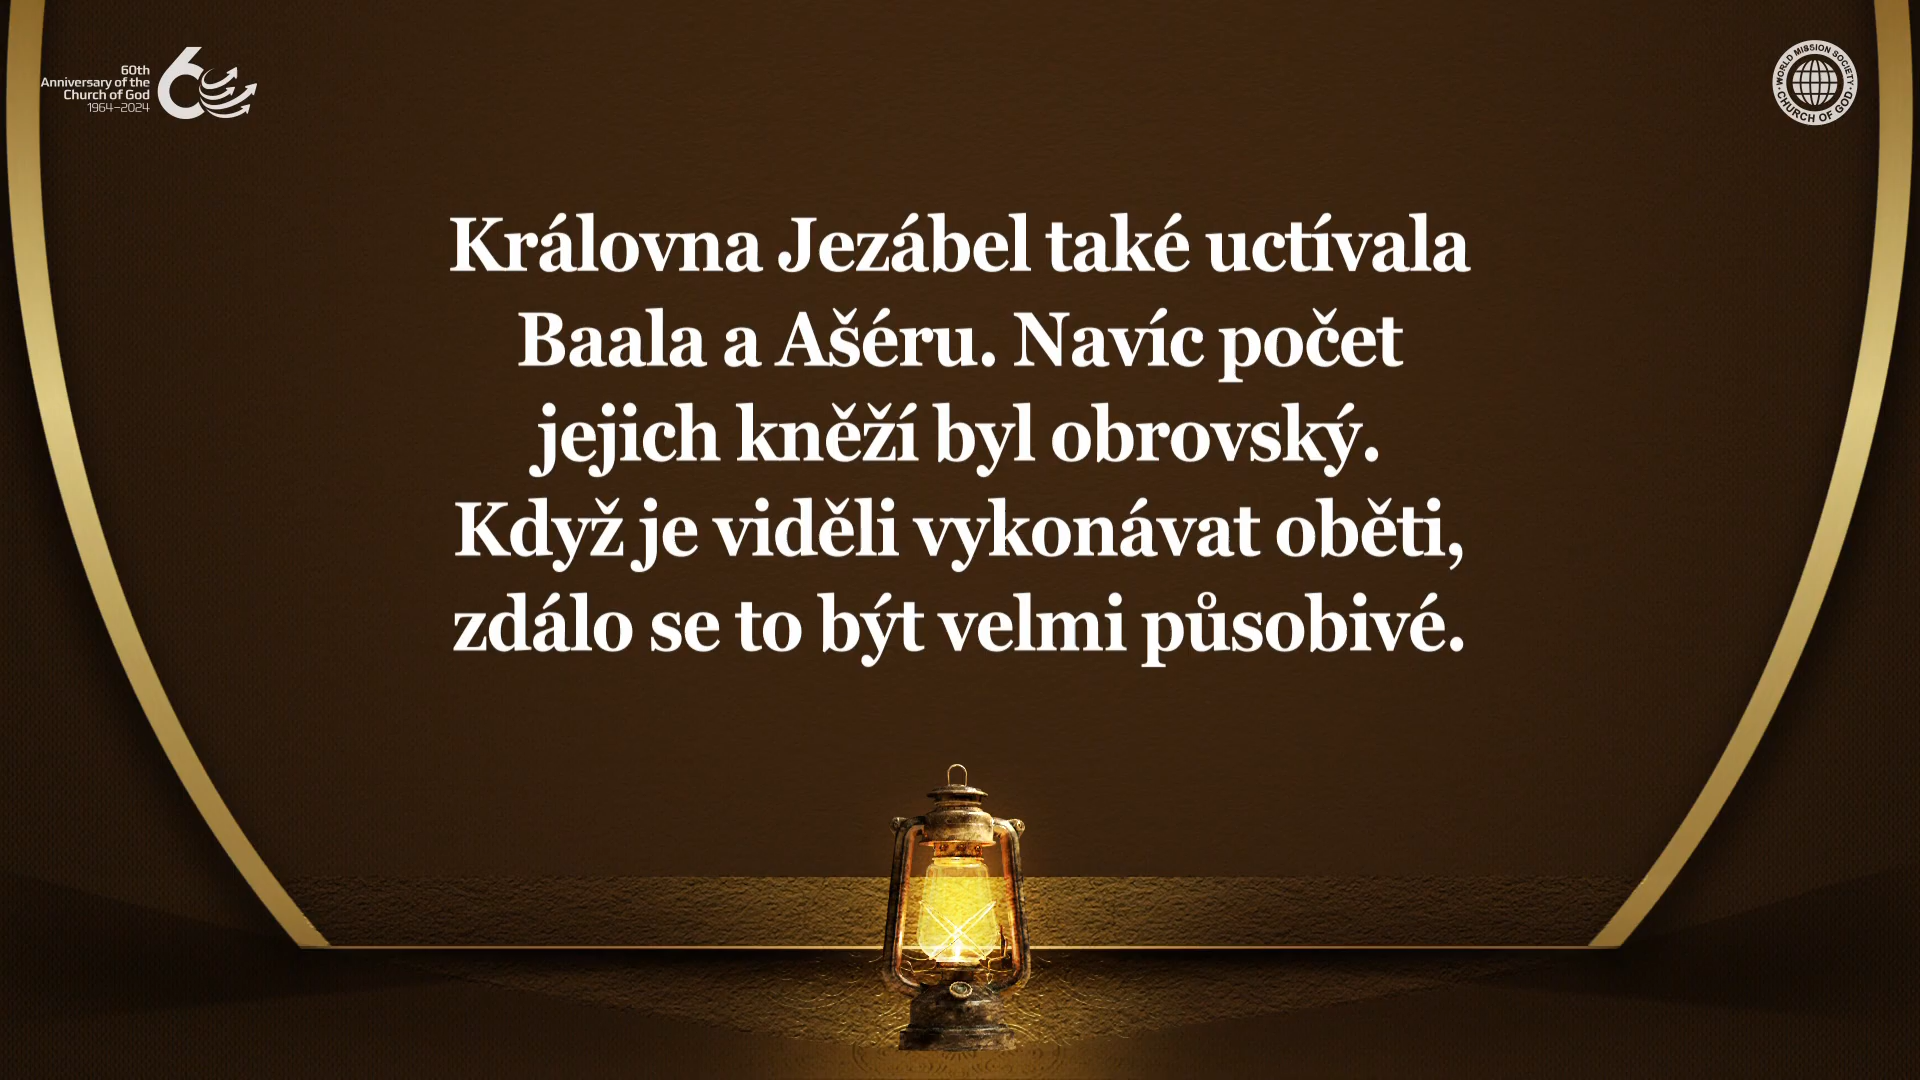 60th
Anniversary of the
Church of God
1964–2024
60
WORLD MISSION SOCIETY
CHURCH OF GOD
Královna Jezábel také uctívala
Baala a Ašéru. Navíc počet
jejich kněží byl obrovský.
Když je viděli vykonávat oběti,
zdálo se to být velmi působivé.